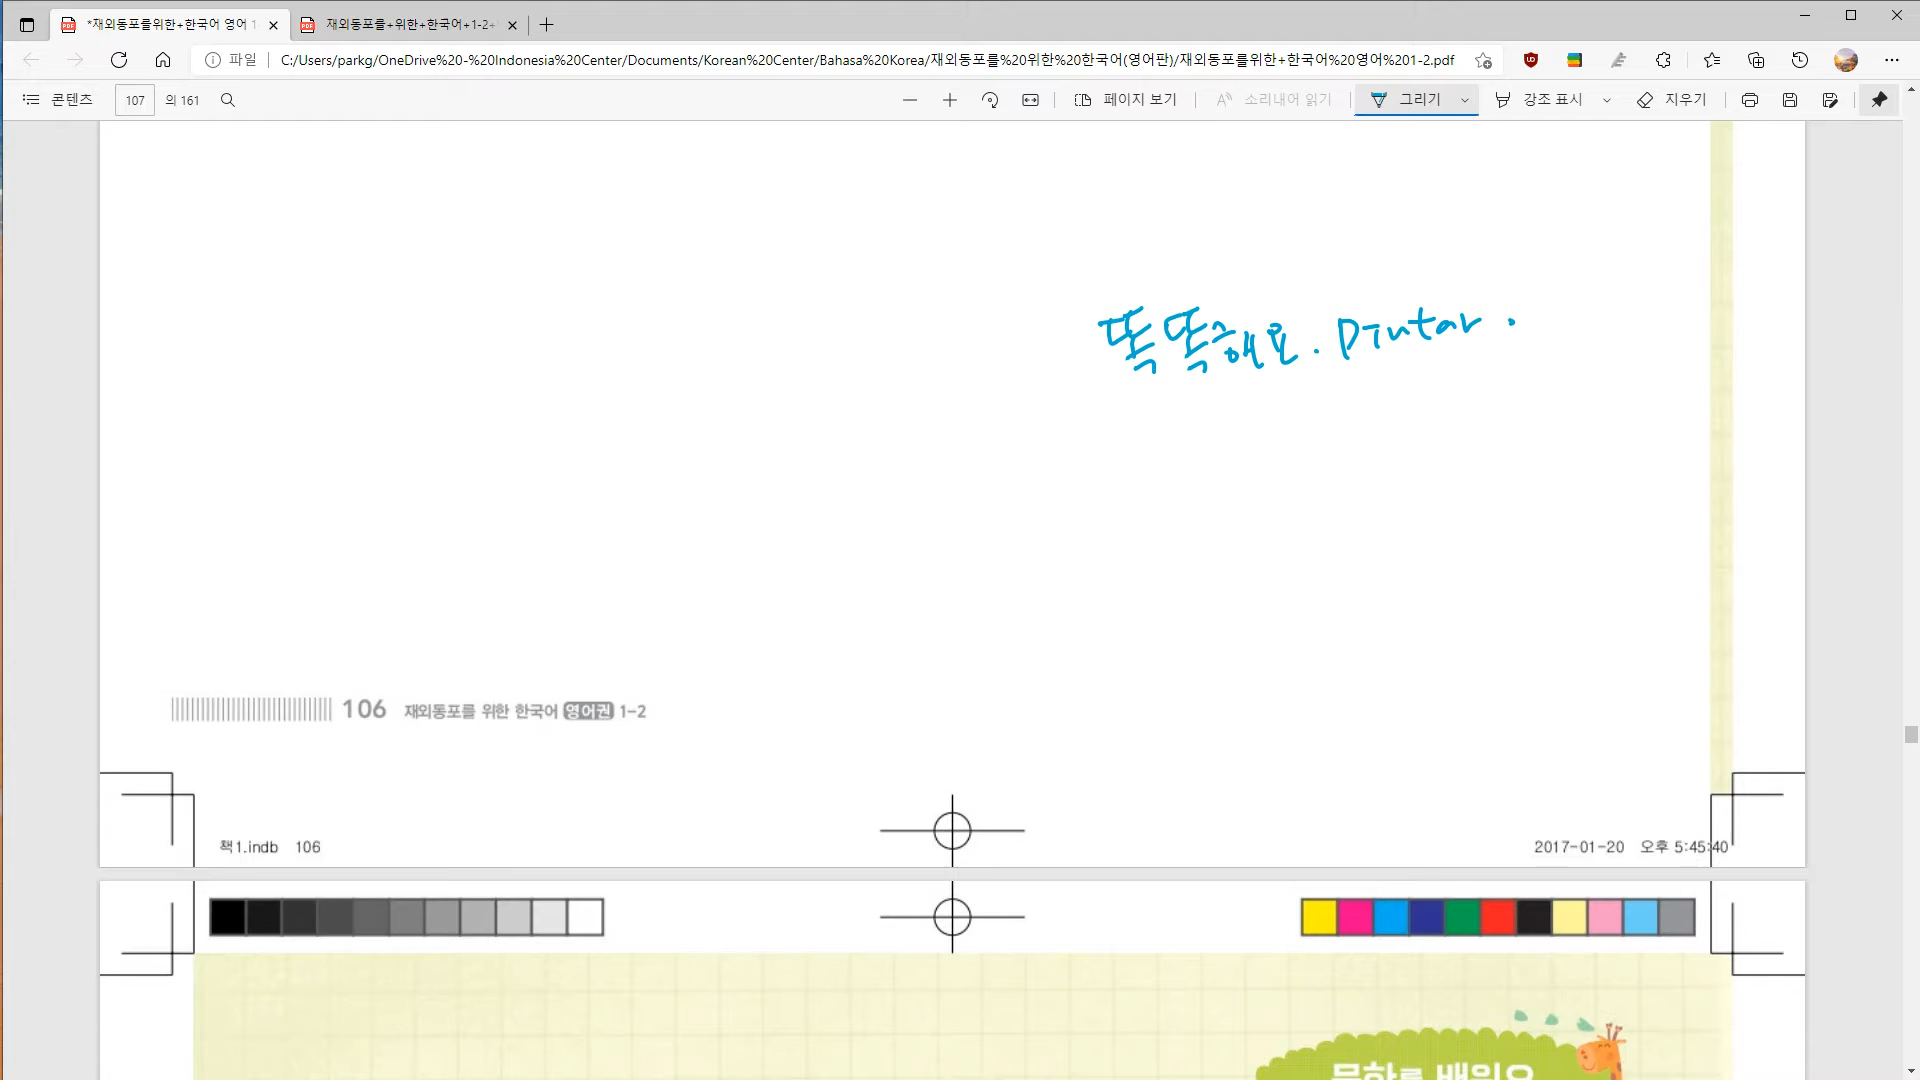 *재외동포를위한+한국어 영어 1
재외동포를+위한+한국어+1-2+
파일
C:/Users/parkg/OneDrive%20-%20Indonesia%20Center/Documents/Korean%20Center/Bahasa%20Korea/재외동포를%20위한%20한국어(영어판)/재외동포를위한+한국어%20영어%201-2.pdf
콘텐츠 107 의 161 페이지 보기 소리내어 읽기 그리기 강조 표시 지우기
똑똑해요. Pintar.
106 재외동포를 위한 한국어 영어권 1-2
책1.indb 106
2017-01-20 오후 5:45:40
문화를 배워요